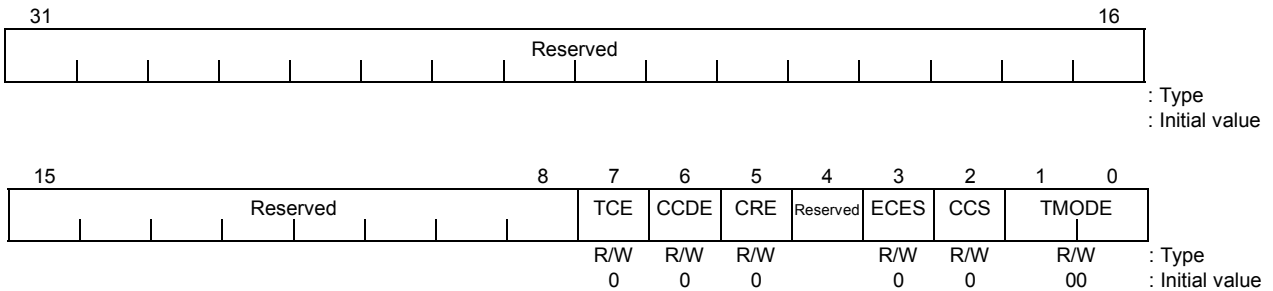 31 16
Reserved
: Type
: Initial value
15 8 7 6 5 4 3 2 1 0
Reserved TCE CCDE CRE Reserved ECES CCS TMODE
R/W R/W R/W R/W R/W R/W : Type
0 0 0 0 0 00 : Initial value